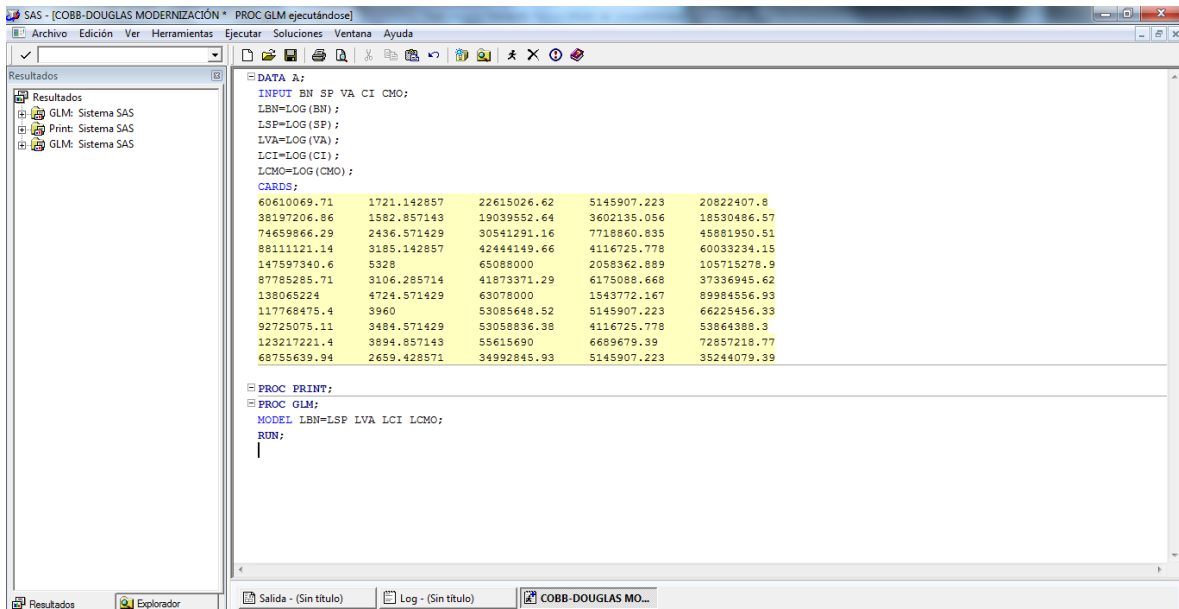 SAS - [COBB-DOUGLAS MODERNIZACIÓN * PROC GLM ejecutándose]
Archivo Edición Ver Herramientas Ejecutar Soluciones Ventana Ayuda
Resultados
Resultados
GLM: Sistema SAS
Print: Sistema SAS
GLM: Sistema SAS
DATA A;
INPUT BN SP VA CI CMO;
LBN=LOG(BN);
LSP=LOG(SP);
LVA=LOG(VA);
LCI=LOG(CI);
LCMO=LOG(CMO);
CARDS;
60610069.71 1721.142857 22615026.62 5145907.223 20822407.8
38197206.86 1582.857143 19039552.64 3602135.056 18530486.57
74659866.29 2436.571429 30541291.16 7718860.835 45881950.51
88111121.14 3185.142857 42444149.66 4116725.778 60033234.15
147597340.6 5328 65088000 2058362.889 105715278.9
87785285.71 3106.285714 41873371.29 6175088.668 37336945.62
138065224 4724.571429 63078000 1543772.167 89984556.93
117768475.4 3960 53085648.52 5145907.223 66225456.33
92725075.11 3484.571429 53058836.38 4116725.778 53864388.3
123217221.4 3894.857143 55615690 6689679.39 72857218.77
68755639.94 2659.428571 34992845.93 5145907.223 35244079.39
PROC PRINT;
PROC GLM;
MODEL LBN=LSP LVA LCI LCMO;
RUN;
Resultados Explorador
Salida - (Sin título) Log - (Sin título) COBB-DOUGLAS MO...